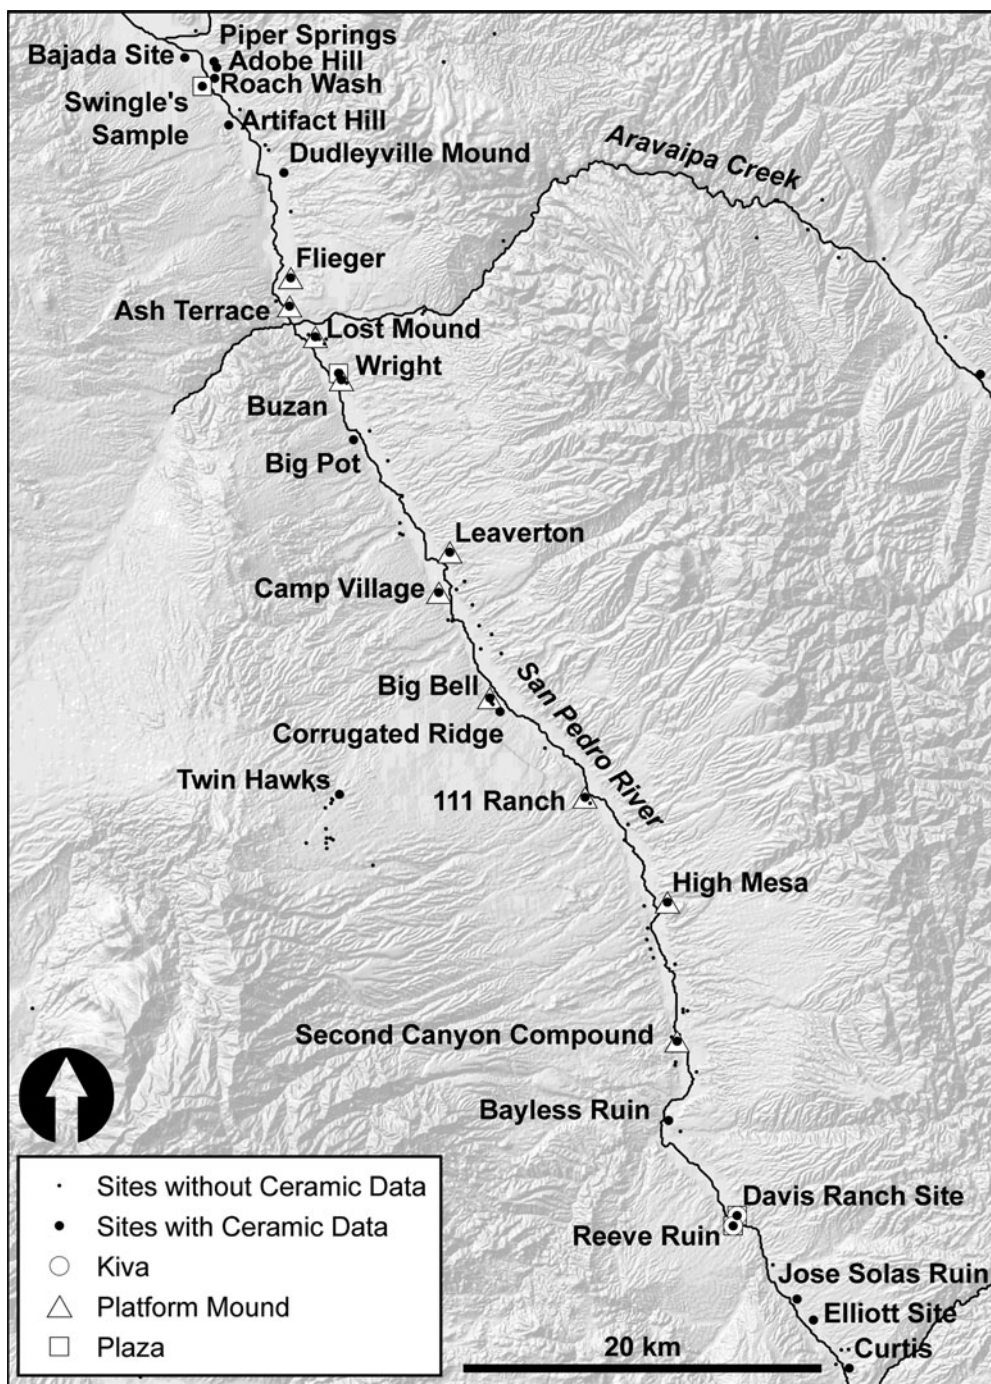 Piper Springs
Bajada Site
Adobe Hill
Roach Wash
Swingle's
Sample
Artifact Hill
Dudleyville Mound
Aravaipa Creek
Flieger
Ash Terrace
Lost Mound
Wright
Buzan
Big Pot
Leaverton
Camp Village
San Pedro River
Big Bell
Corrugated Ridge
Twin Hawks
111 Ranch
High Mesa
Second Canyon Compound
Bayless Ruin
Davis Ranch Site
Reeve Ruin
Jose Solas Ruin
Elliott Site
Curtis
Sites without Ceramic Data
Sites with Ceramic Data
Kiva
Platform Mound
Plaza
20 km